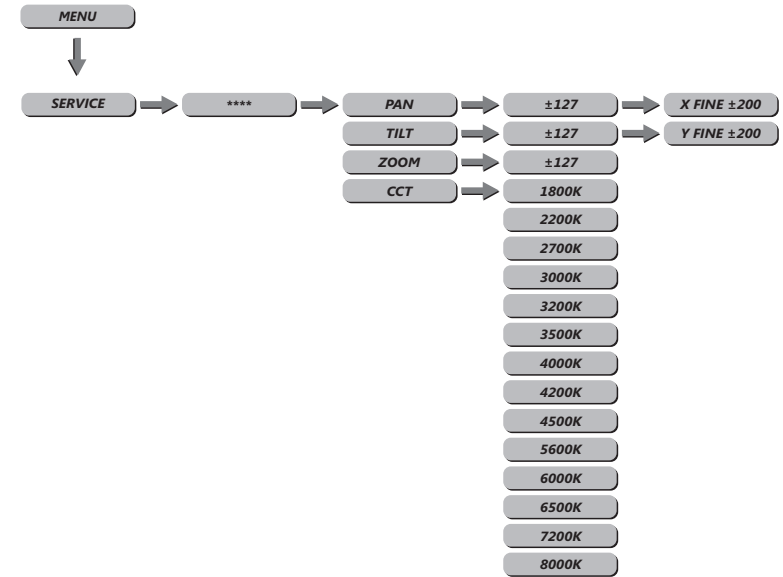 MENU
SERVICE **** PAN ±127 X FINE ±200
TILT ±127 Y FINE ±200
ZOOM ±127
CCT 1800K
2200K
2700K
3000K
3200K
3500K
4000K
4200K
4500K
5600K
6000K
6500K
7200K
8000K